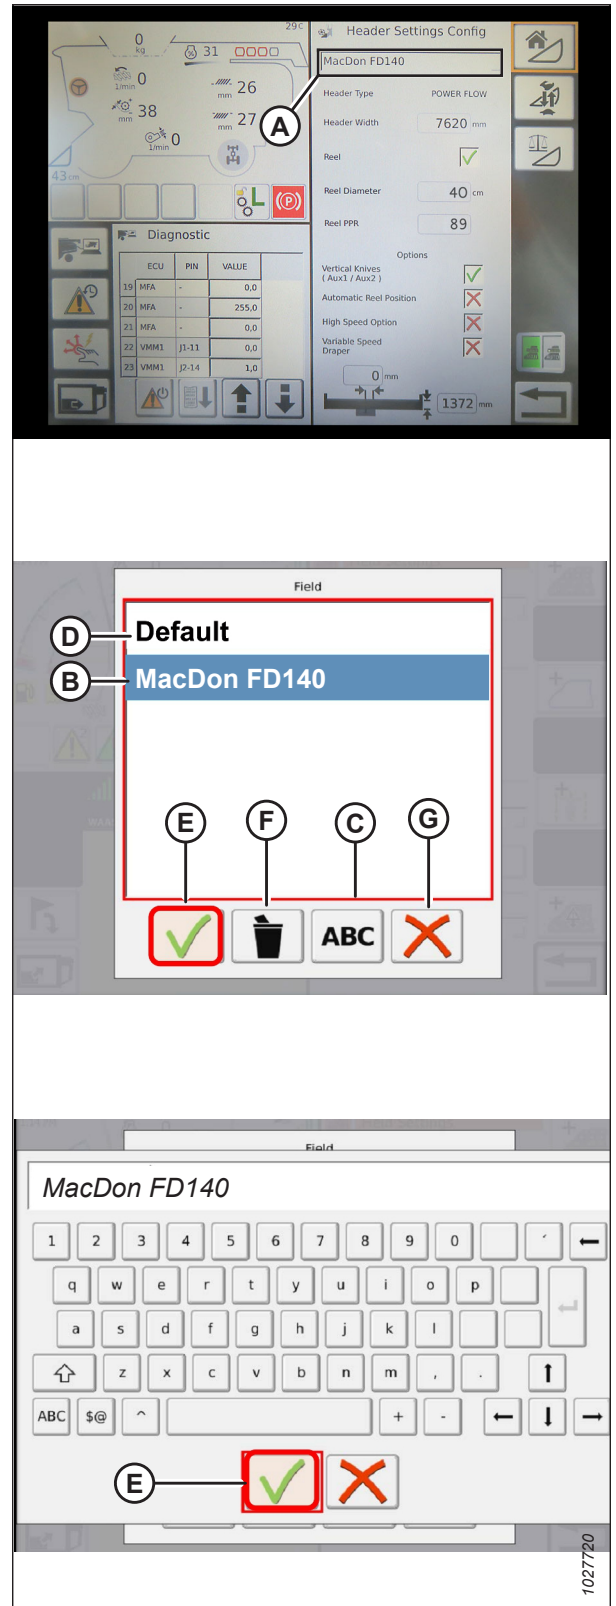 29C
0
kg
31
0
1/min
26
mm
38
mm
27
mm
0
1/min
43cm
L
(P)
Header Settings Config
MacDon FD140
A
Header Type POWER FLOW
Header Width 7620 mm
Reel
Reel Diameter 40 cm
Reel PPR 89
Options
Vertical Knives
( Aux1 / Aux2 )
Automatic Reel Position
High Speed Option
Variable Speed
Draper
0 mm
1372 mm
Diagnostic
ECU PIN VALUE
19 MFA - 0,0
20 MFA - 255,0
21 MFA - 0,0
22 VMM1 J1-11 0,0
23 VMM1 J2-14 1,0
Field
D Default
B MacDon FD140
E F C G
ABC
Field
MacDon FD140
1 2 3 4 5 6 7 8 9 0 ´
q w e r t y u i o p
a s d f g h j k l
z x c v b n m , .
ABC $@ ^ + -
E
1027720